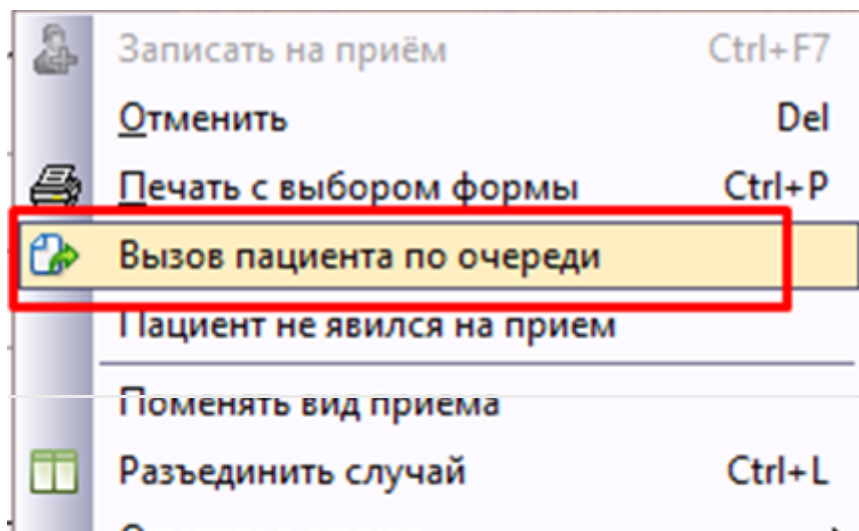 Записать на приём Ctrl+F7
Отменить Del
Печать с выбором формы Ctrl+P
Вызов пациента по очереди
Пациент не явился на прием
Поменять вид приема
Разъединить случай Ctrl+L